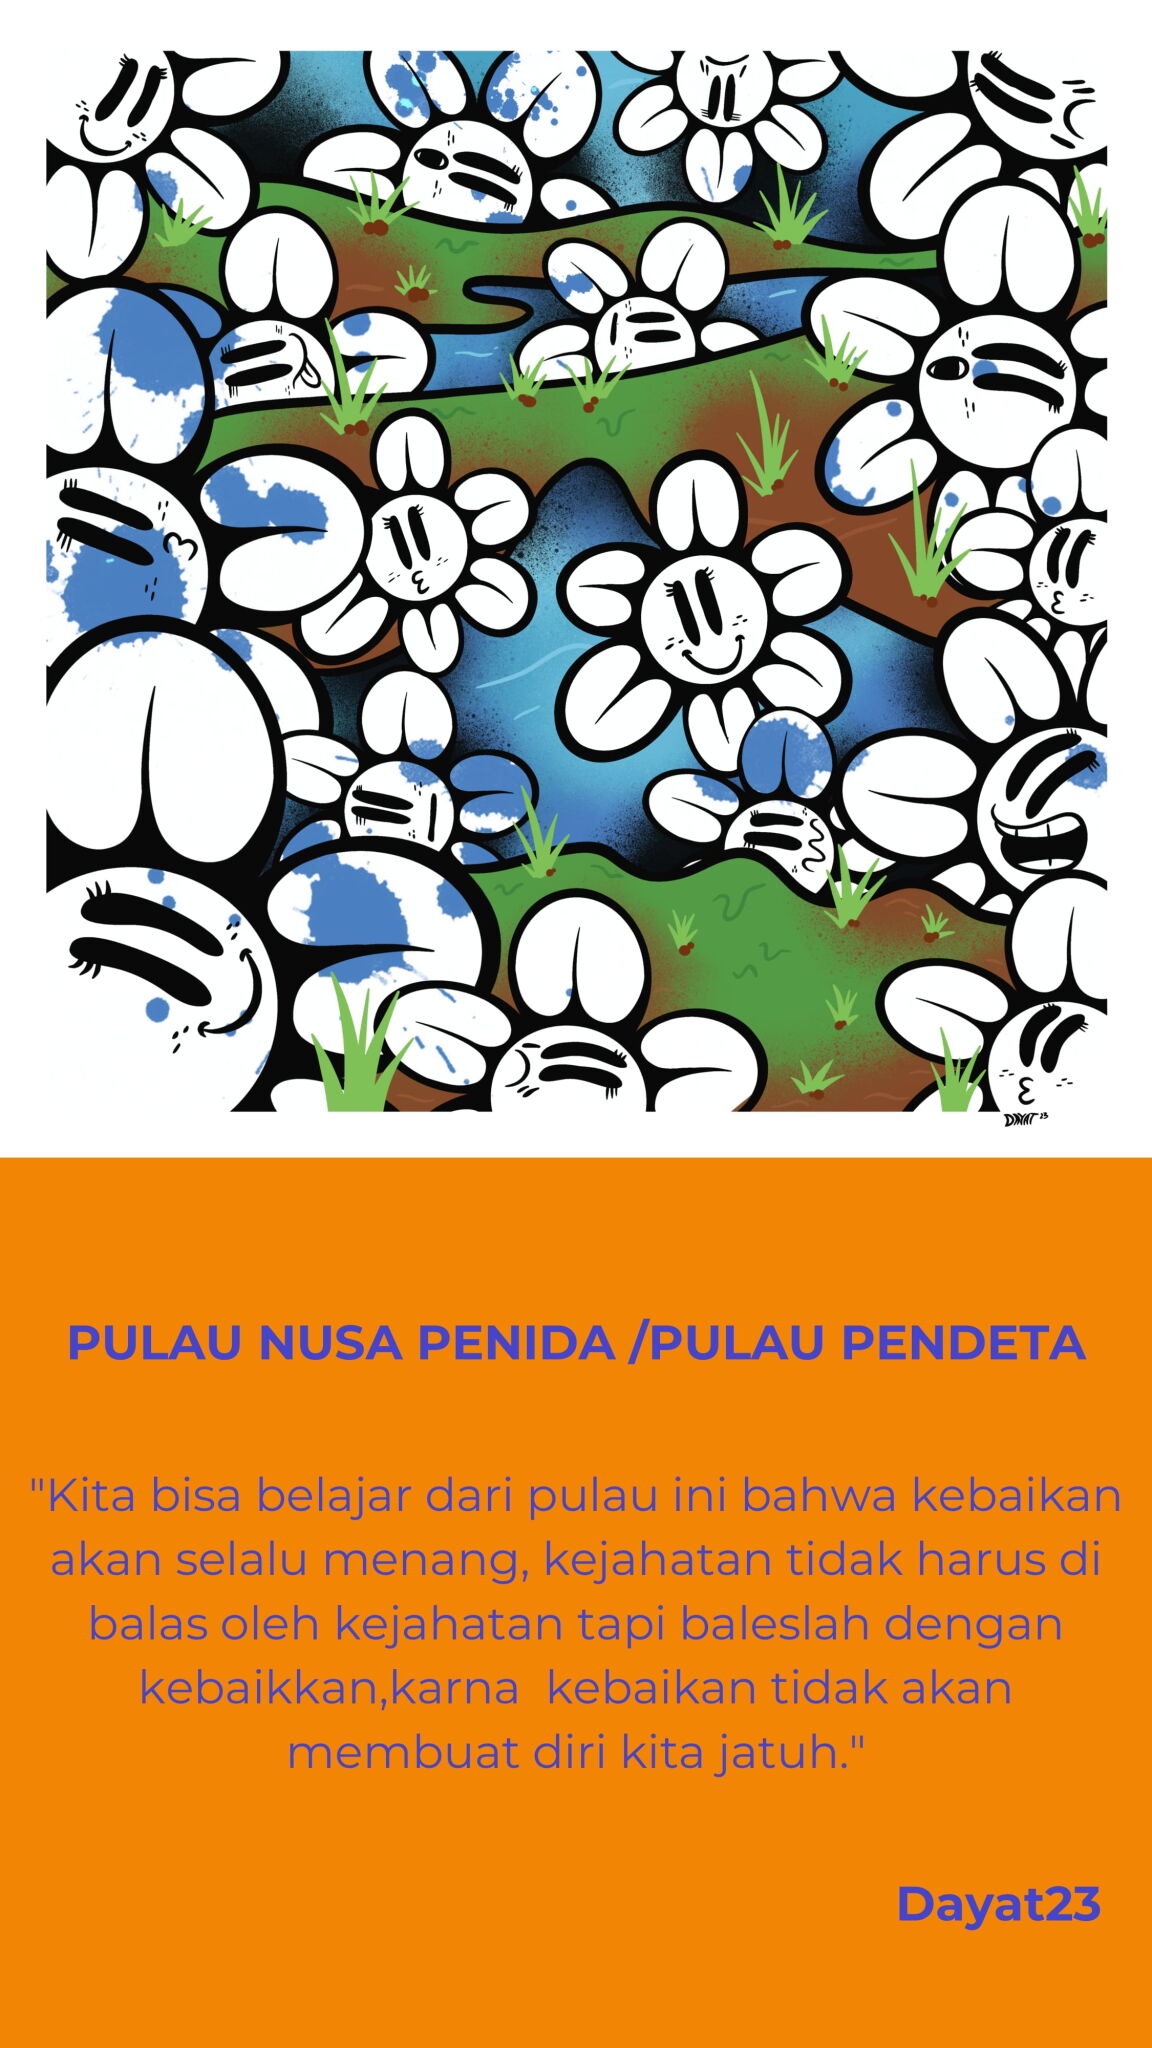 DAYAT 23
PULAU NUSA PENIDA /PULAU PENDETA
"Kita bisa belajar dari pulau ini bahwa kebaikan
akan selalu menang, kejahatan tidak harus di
balas oleh kejahatan tapi baleslah dengan
kebaikkan,karna  kebaikan tidak akan
membuat diri kita jatuh."
Dayat23